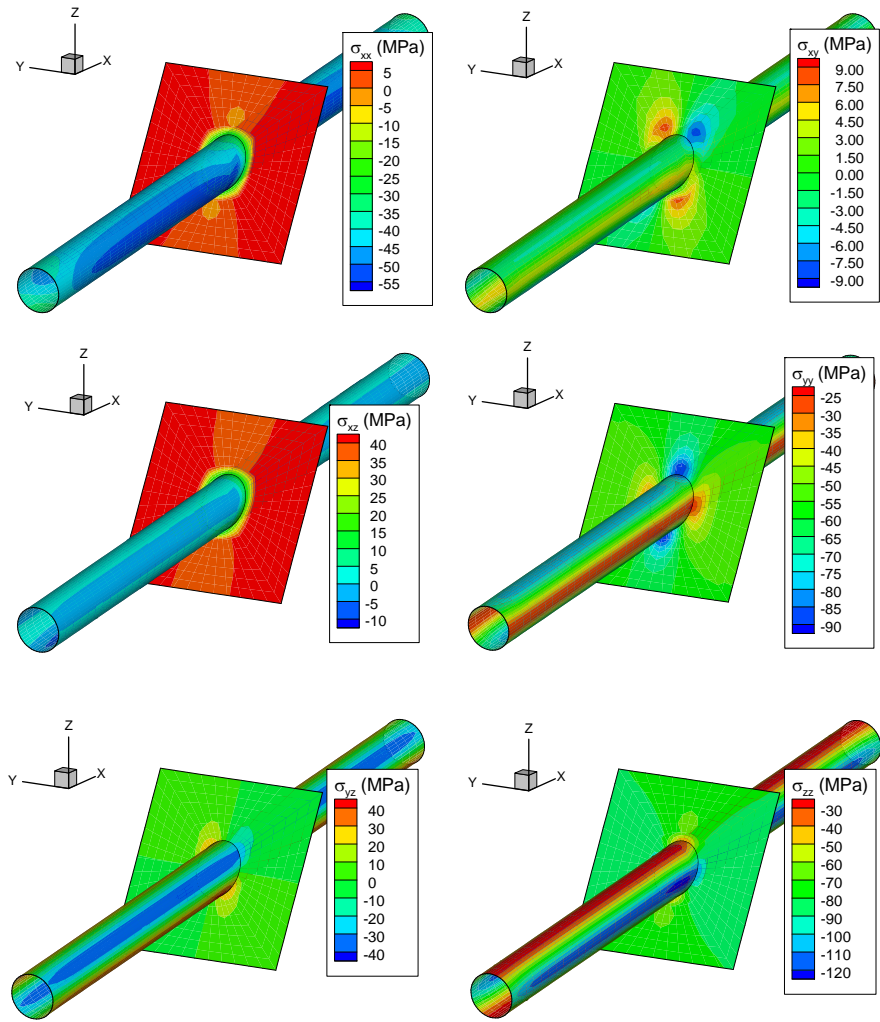 Z
Y
X
σxx (MPa)
5
0
-5
-10
-15
-20
-25
-30
-35
-40
-45
-50
-55
Z
Y
X
σxy (MPa)
9.00
7.50
6.00
4.50
3.00
1.50
0.00
-1.50
-3.00
-4.50
-6.00
-7.50
-9.00
Z
Y
X
σxz (MPa)
40
35
30
25
20
15
10
5
0
-5
-10
Z
Y
X
σyy (MPa)
-25
-30
-35
-40
-45
-50
-55
-60
-65
-70
-75
-80
-85
-90
Z
Y
X
σyz (MPa)
40
30
20
10
0
-10
-20
-30
-40
Z
Y
X
σzz (MPa)
-30
-40
-50
-60
-70
-80
-90
-100
-110
-120